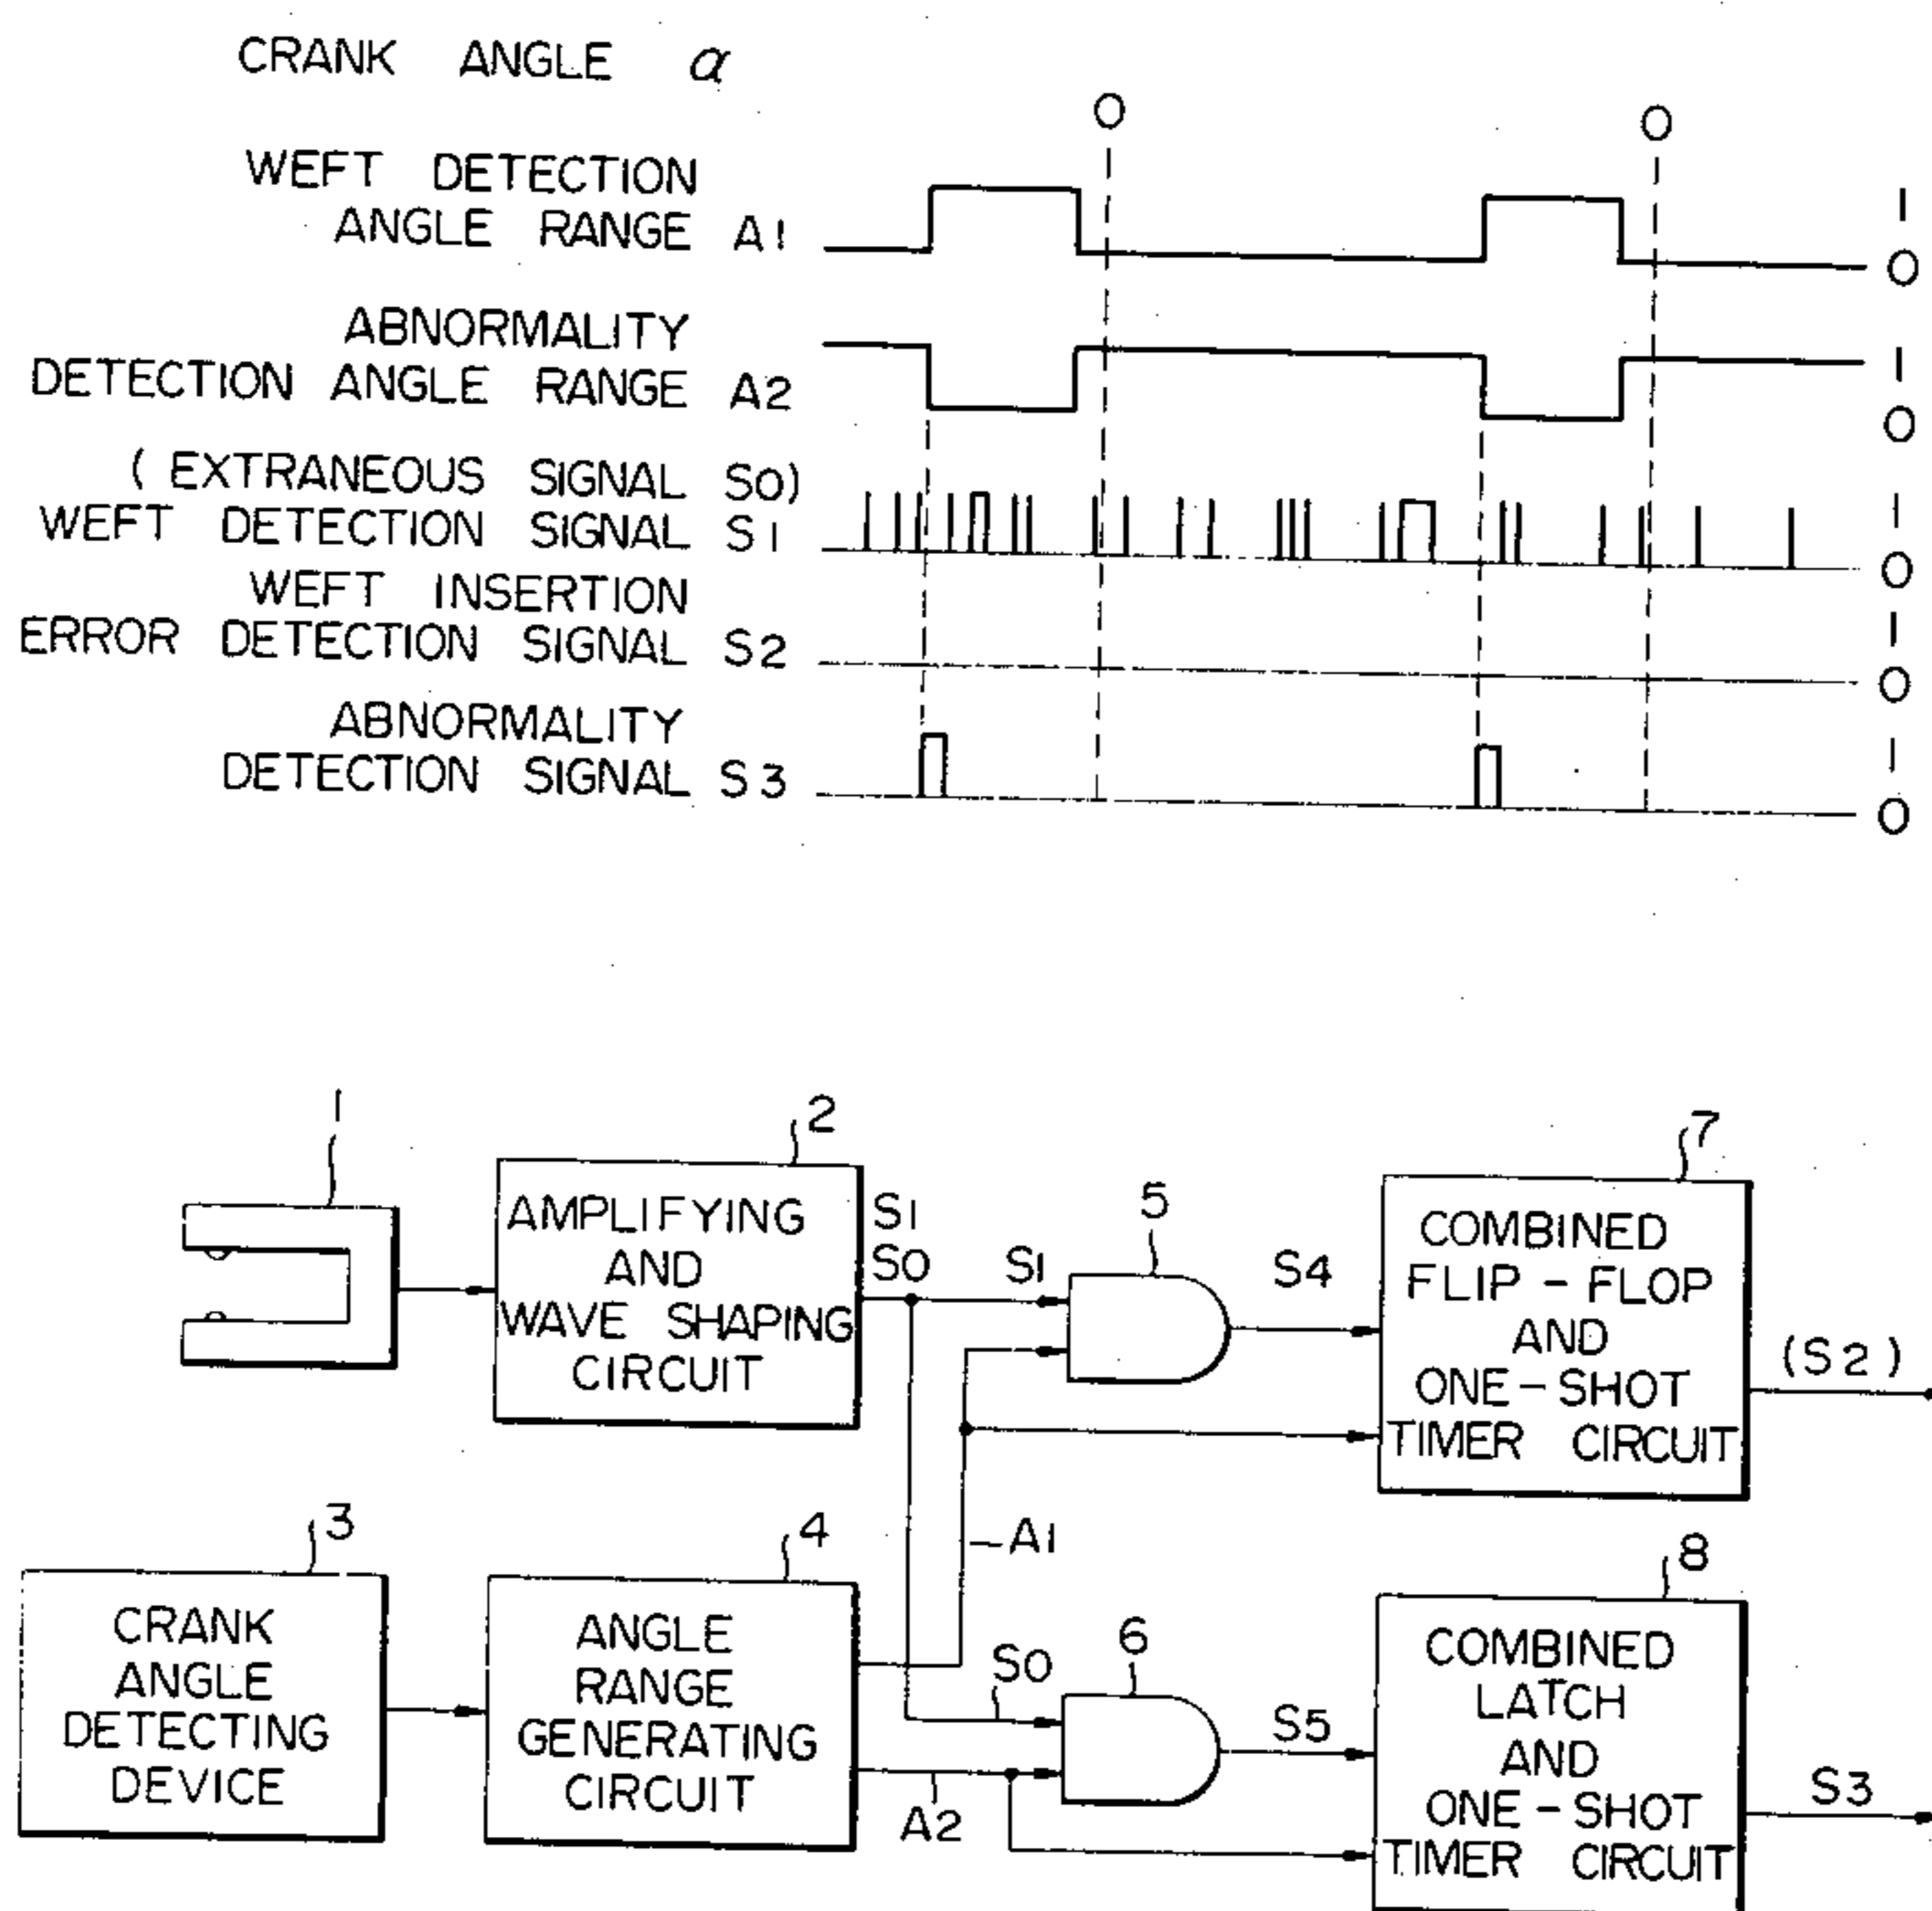 CRANK ANGLE α
0 0
WEFT DETECTION
ANGLE RANGE A1
1
0
ABNORMALITY
DETECTION ANGLE RANGE A2
1
0
(EXTRANEOUS SIGNAL S0)
WEFT DETECTION SIGNAL S1
1
0
WEFT INSERTION
ERROR DETECTION SIGNAL S2
1
0
ABNORMALITY
DETECTION SIGNAL S3
1
0
1
2
AMPLIFYING
AND
WAVE SHAPING
CIRCUIT
S1
S0
S1
5
S4
7
COMBINED
FLIP-FLOP
AND
ONE-SHOT
TIMER CIRCUIT
(S2)
3
CRANK
ANGLE
DETECTING
DEVICE
4
ANGLE
RANGE
GENERATING
CIRCUIT
A1
A2
S0
6
S5
8
COMBINED
LATCH
AND
ONE-SHOT
TIMER CIRCUIT
S3